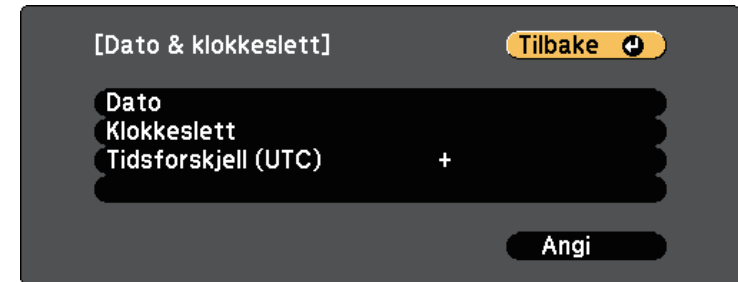 [Dato & klokkeslett]
Tilbake
Dato
Klokkeslett
Tidsforskjell (UTC) +
Angi